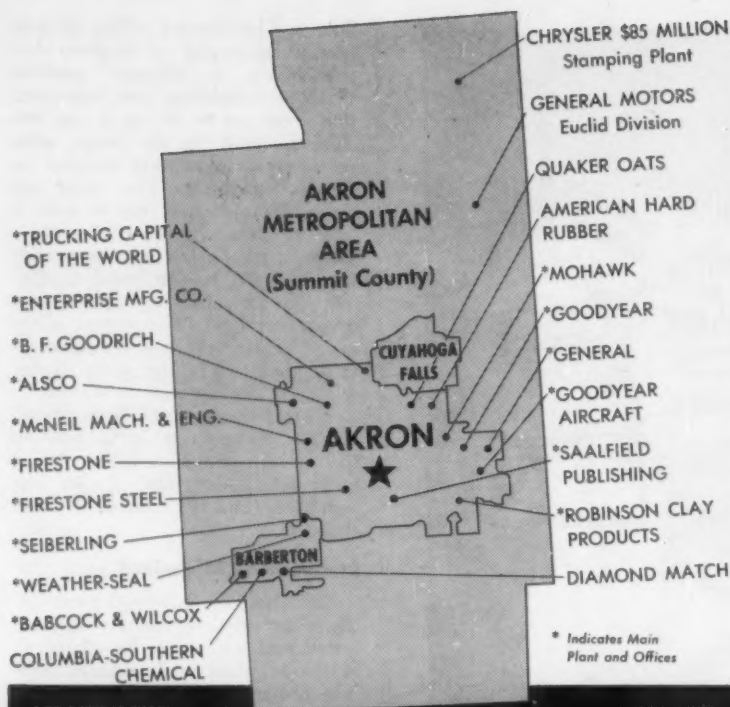 CHRYSLER $85 MILLION
Stamping Plant
GENERAL MOTORS
Euclid Division
QUAKER OATS
AMERICAN HARD
RUBBER
*MOHAWK
*GOODYEAR
*GENERAL
*GOODYEAR
AIRCRAFT
*SAALFIELD
PUBLISHING
*ROBINSON CLAY
PRODUCTS
DIAMOND MATCH
* Indicates Main
Plant and Offices
AKRON
METROPOLITAN
AREA
(Summit County)
*TRUCKING CAPITAL
OF THE WORLD
*ENTERPRISE MFG. CO.
*B. F. GOODRICH
*ALSCO
*McNEIL MACH. & ENG.
*FIRESTONE
*FIRESTONE STEEL
*SEIBERLING
*WEATHER-SEAL
*BABCOCK & WILCOX
COLUMBIA-SOUTHERN
CHEMICAL
CUYAHOGA
FALLS
AKRON
BARBERTON